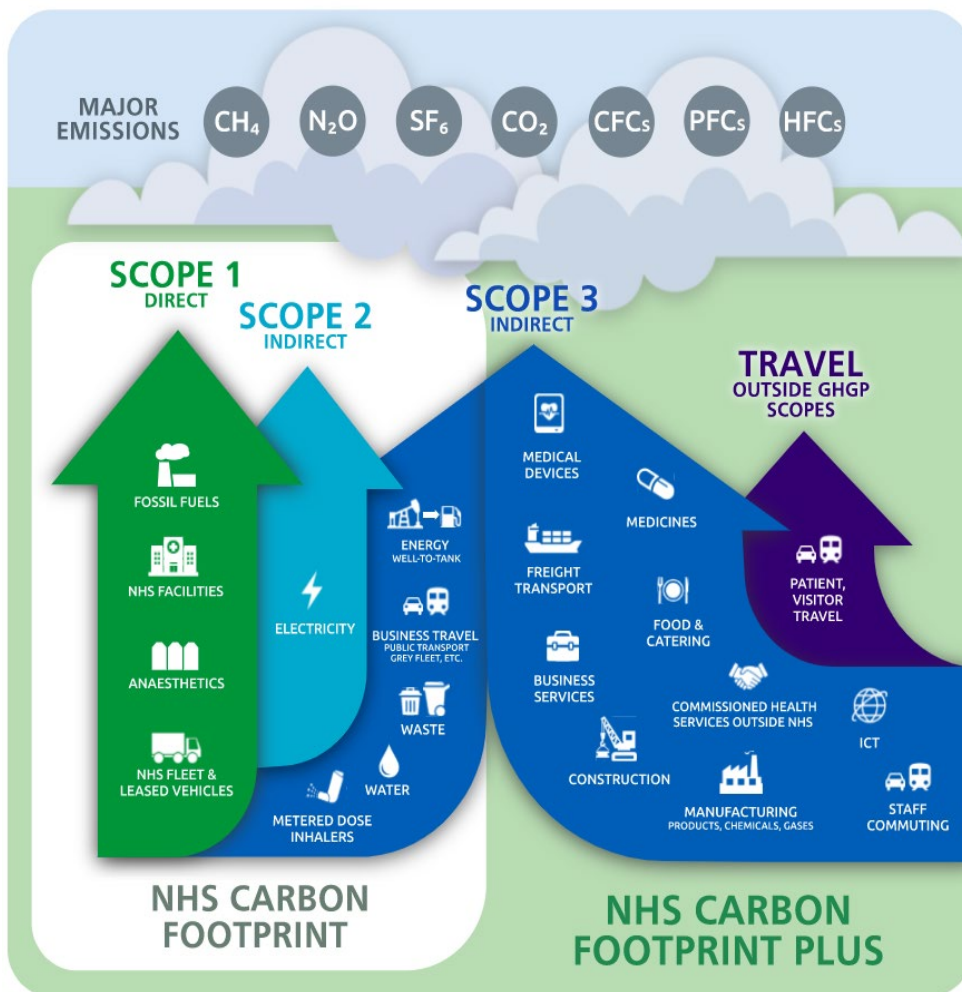 MAJOR
EMISSIONS
CH₄
N₂O
SF₆
CO₂
CFCs
PFCs
HFCs
SCOPE 1
DIRECT
SCOPE 2
INDIRECT
SCOPE 3
INDIRECT
TRAVEL
OUTSIDE GHGP
SCOPES
FOSSIL FUELS
NHS FACILITIES
ANAESTHETICS
NHS FLEET &
LEASED VEHICLES
ELECTRICITY
ENERGY
WELL-TO-TANK
BUSINESS TRAVEL
PUBLIC TRANSPORT
GREY FLEET, ETC.
WASTE
WATER
METERED DOSE
INHALERS
MEDICAL
DEVICES
MEDICINES
FREIGHT
TRANSPORT
FOOD &
CATERING
BUSINESS
SERVICES
COMMISSIONED HEALTH
SERVICES OUTSIDE NHS
CONSTRUCTION
MANUFACTURING
PRODUCTS, CHEMICALS, GASES
ICT
STAFF
COMMUTING
PATIENT,
VISITOR
TRAVEL
NHS CARBON
FOOTPRINT
NHS CARBON
FOOTPRINT PLUS